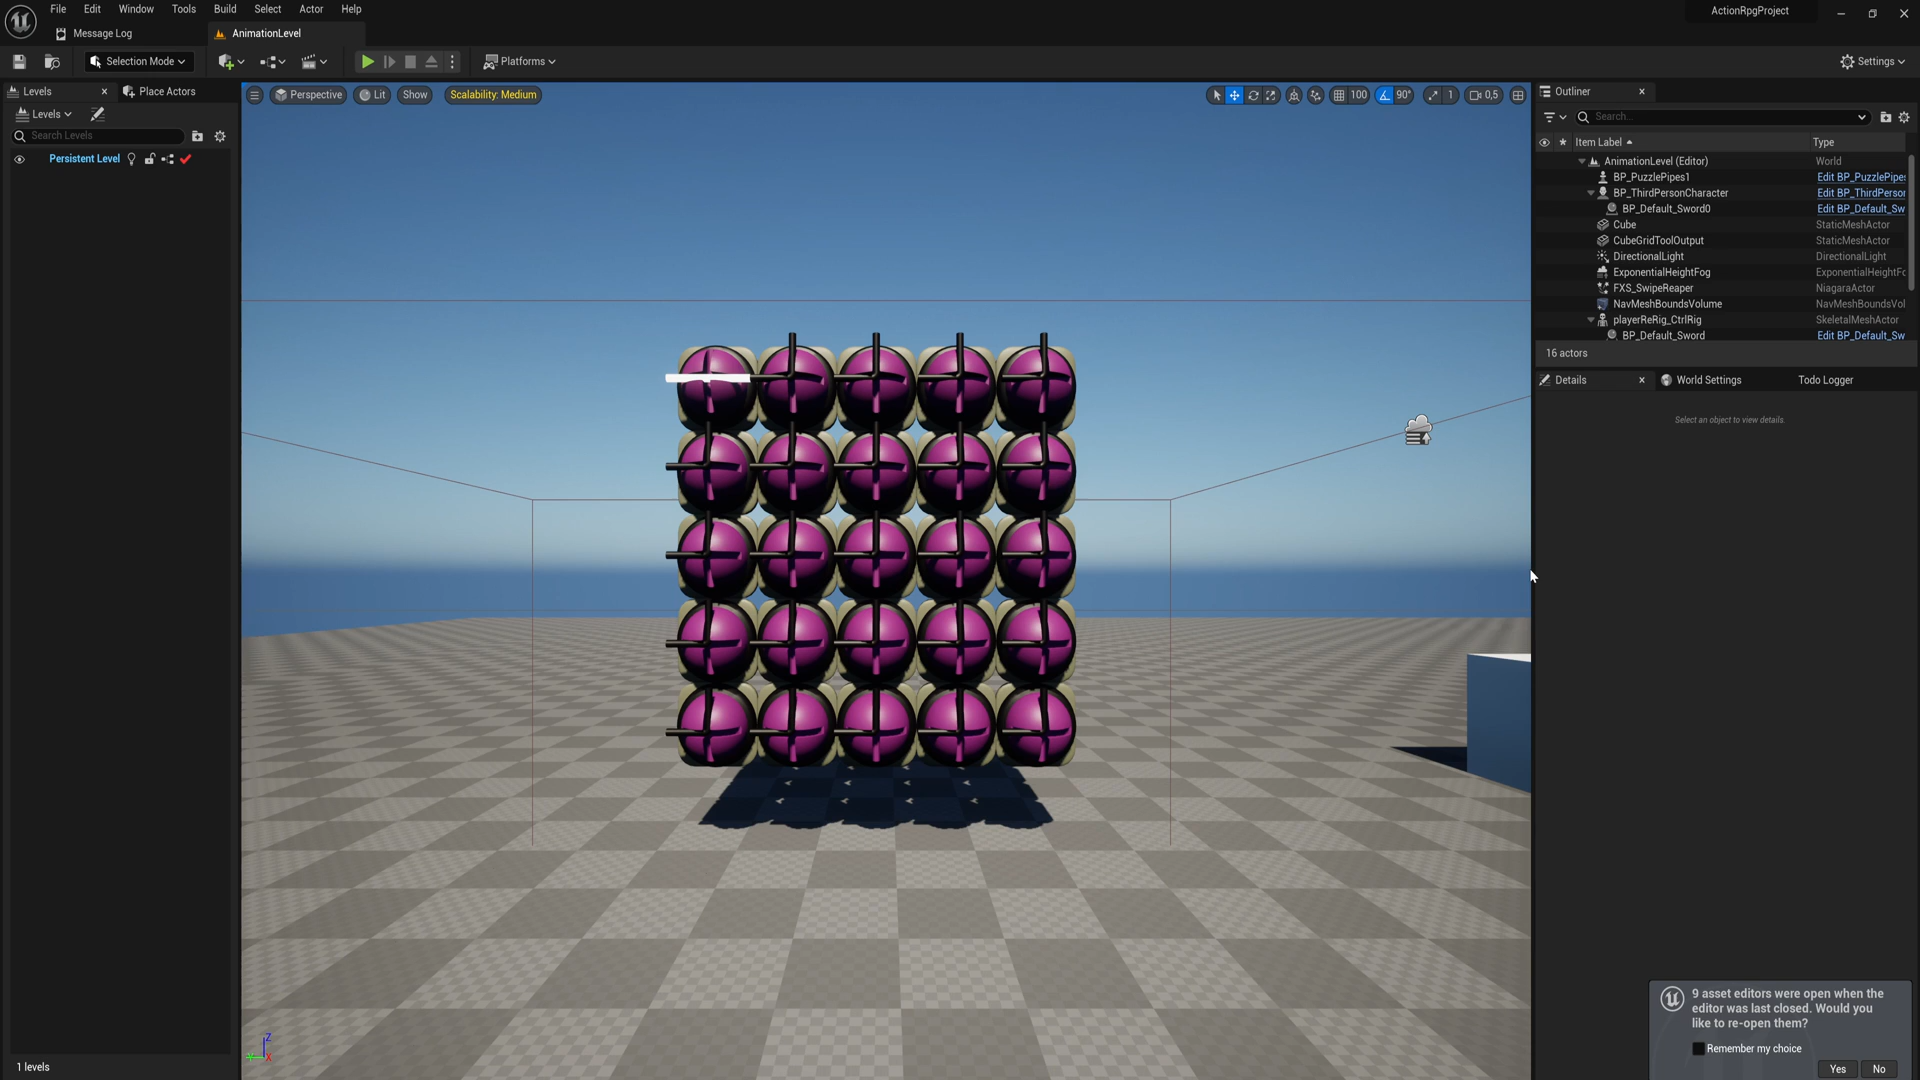 File Edit Window Tools Build Select Actor Help
ActionRpgProject
Message Log
AnimationLevel
Selection Mode
Platforms
Settings
Levels
Place Actors
Levels
Search Levels
Persistent Level
1 levels
Perspective
Lit
Show
Scalability: Medium
100
90°
1
0,5
Z
Y
X
Outliner
Search...
Item Label
Type
AnimationLevel (Editor) World
BP_PuzzlePipes1 Edit BP_PuzzlePipes
BP_ThirdPersonCharacter Edit BP_ThirdPerson
BP_Default_Sword0 Edit BP_Default_Sw
Cube StaticMeshActor
CubeGridToolOutput StaticMeshActor
DirectionalLight DirectionalLight
ExponentialHeightFog ExponentialHeightFo
FXS_SwipeReaper NiagaraActor
NavMeshBoundsVolume NavMeshBoundsVol
playerReRig_CtrlRig SkeletalMeshActor
BP_Default_Sword Edit BP_Default_Sw
16 actors
Details
World Settings
Todo Logger
Select an object to view details.
9 asset editors were open when the
editor was last closed. Would you
like to re-open them?
Remember my choice
Yes
No